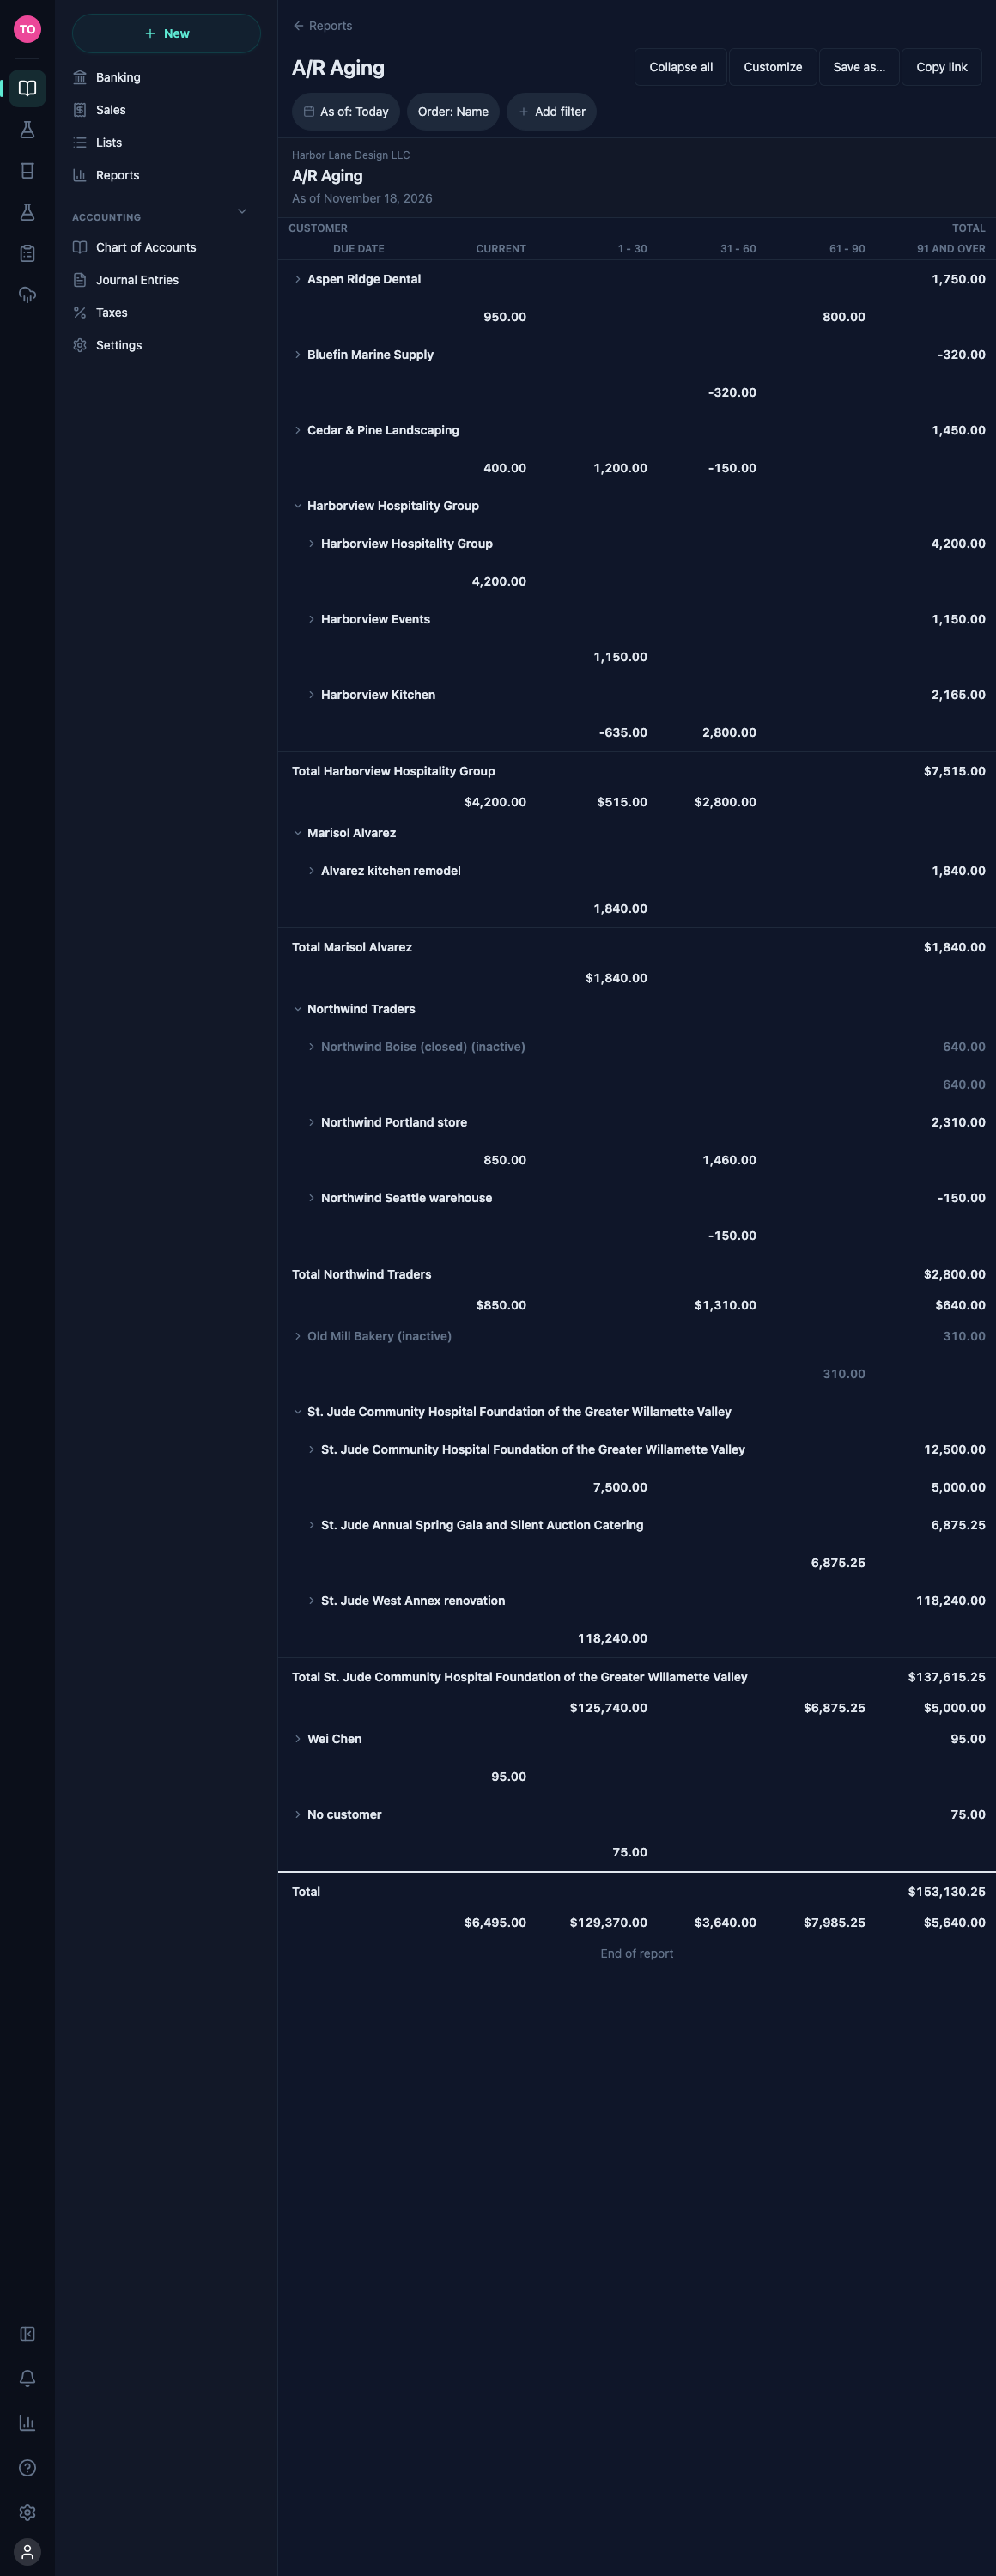 TO
+ New
Banking
Sales
Lists
Reports
ACCOUNTING
Chart of Accounts
Journal Entries
Taxes
Settings
← Reports
A/R Aging
Collapse all
Customize
Save as...
Copy link
As of: Today
Order: Name
+ Add filter
Harbor Lane Design LLC
A/R Aging
As of November 18, 2026
CUSTOMER TOTAL
DUE DATE CURRENT 1 - 30 31 - 60 61 - 90 91 AND OVER
Aspen Ridge Dental 1,750.00
950.00 800.00
Bluefin Marine Supply -320.00
-320.00
Cedar & Pine Landscaping 1,450.00
400.00 1,200.00 -150.00
Harborview Hospitality Group
Harborview Hospitality Group 4,200.00
4,200.00
Harborview Events 1,150.00
1,150.00
Harborview Kitchen 2,165.00
-635.00 2,800.00
Total Harborview Hospitality Group $7,515.00
$4,200.00 $515.00 $2,800.00
Marisol Alvarez
Alvarez kitchen remodel 1,840.00
1,840.00
Total Marisol Alvarez $1,840.00
$1,840.00
Northwind Traders
Northwind Boise (closed) (inactive) 640.00
640.00
Northwind Portland store 2,310.00
850.00 1,460.00
Northwind Seattle warehouse -150.00
-150.00
Total Northwind Traders $2,800.00
$850.00 $1,310.00 $640.00
Old Mill Bakery (inactive) 310.00
310.00
St. Jude Community Hospital Foundation of the Greater Willamette Valley
St. Jude Community Hospital Foundation of the Greater Willamette Valley 12,500.00
7,500.00 5,000.00
St. Jude Annual Spring Gala and Silent Auction Catering 6,875.25
6,875.25
St. Jude West Annex renovation 118,240.00
118,240.00
Total St. Jude Community Hospital Foundation of the Greater Willamette Valley $137,615.25
$125,740.00 $6,875.25 $5,000.00
Wei Chen 95.00
95.00
No customer 75.00
75.00
Total $153,130.25
$6,495.00 $129,370.00 $3,640.00 $7,985.25 $5,640.00
End of report